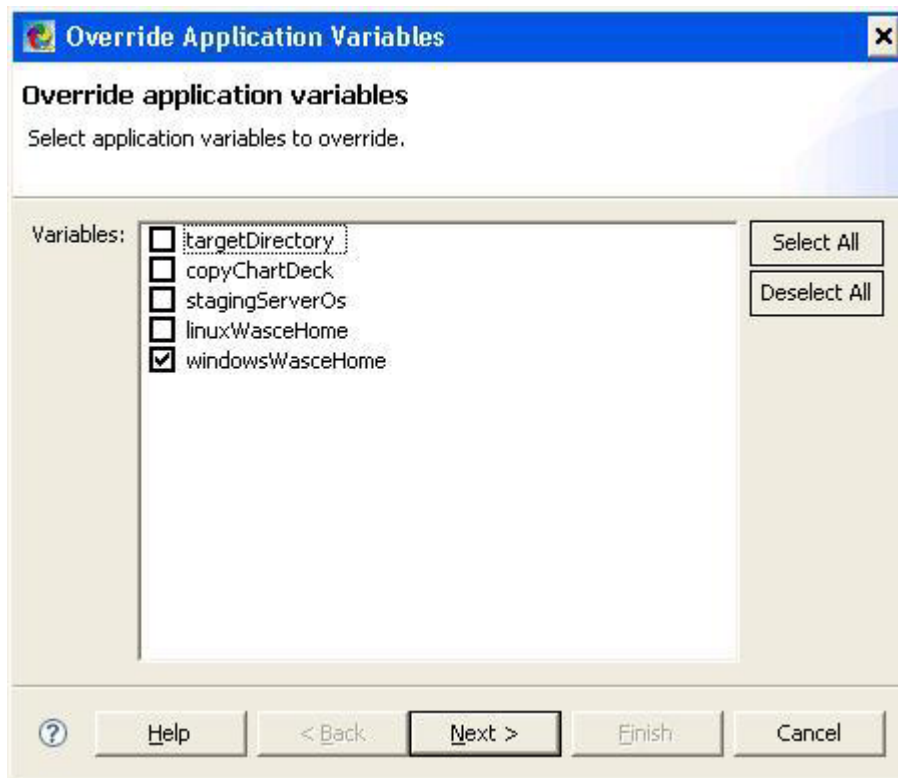 Override Application Variables
Override application variables
Select application variables to override.
Variables:
targetDirectory
copyChartDeck
stagingServerOs
linuxWasceHome
windowsWasceHome
Select All
Deselect All
?
Help
< Back
Next >
Finish
Cancel